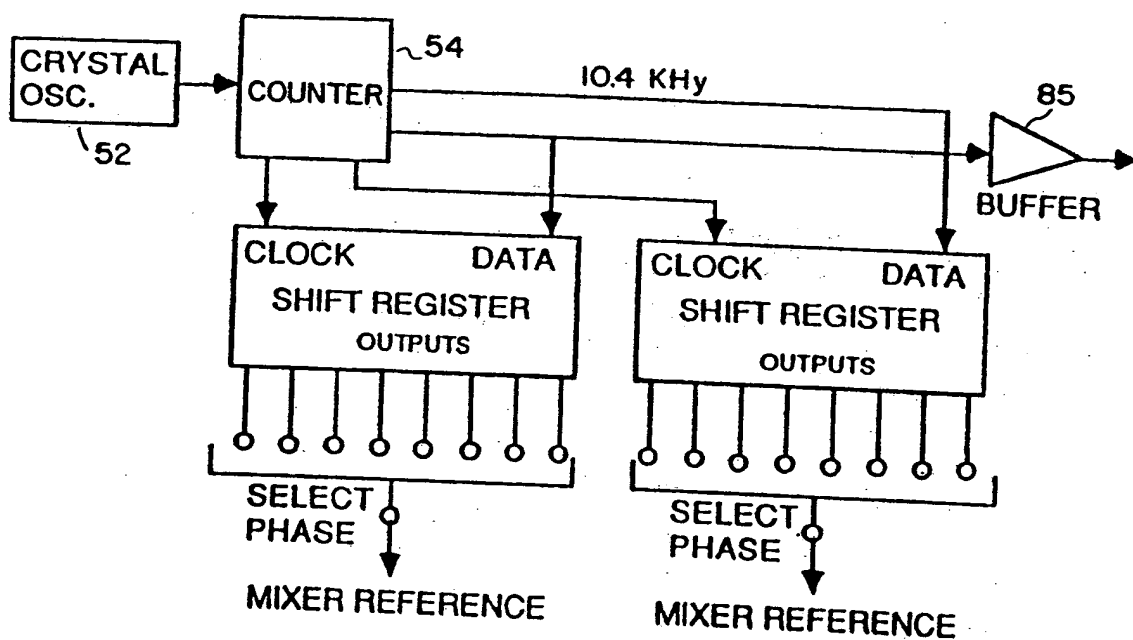 CRYSTAL
OSC.
52
COUNTER
54
10.4 KHy
85
BUFFER
CLOCK DATA
SHIFT REGISTER
OUTPUTS
CLOCK DATA
SHIFT REGISTER
OUTPUTS
SELECT
PHASE
MIXER REFERENCE
SELECT
PHASE
MIXER REFERENCE